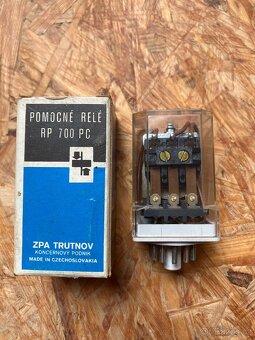 POMOCNÉ RELÉ
RP 700 PC
ZPA TRUTNOV
KONCERNOVÝ PODNIK
MADE IN CZECHOSLOVAKIA